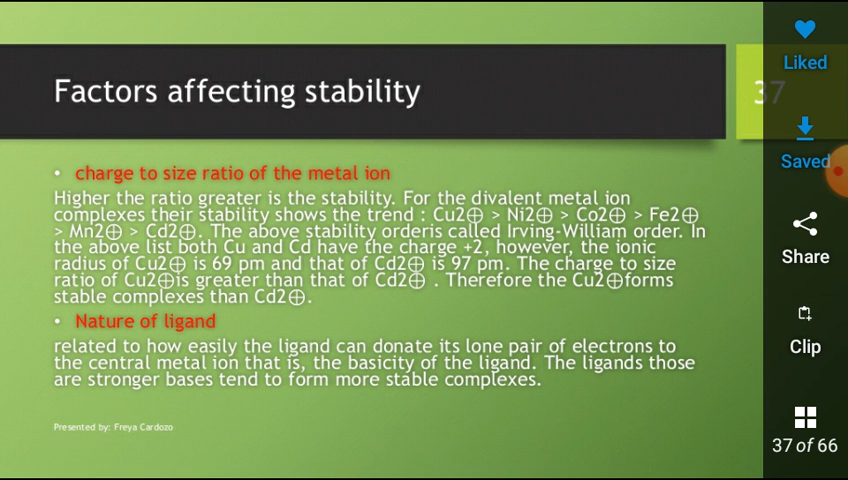 Factors affecting stability
37
Liked
Saved
• charge to size ratio of the metal ion
Higher the ratio greater is the stability. For the divalent metal ion
complexes their stability shows the trend : Cu2⊕ > Ni2⊕ > Co2⊕ > Fe2⊕
> Mn2⊕ > Cd2⊕. The above stability orderis called Irving-William order. In
the above list both Cu and Cd have the charge +2, however, the ionic
radius of Cu2⊕ is 69 pm and that of Cd2⊕ is 97 pm. The charge to size
ratio of Cu2⊕is greater than that of Cd2⊕ . Therefore the Cu2⊕forms
stable complexes than Cd2⊕.
• Nature of ligand
related to how easily the ligand can donate its lone pair of electrons to
the central metal ion that is, the basicity of the ligand. The ligands those
are stronger bases tend to form more stable complexes.
Presented by: Freya Cardozo
Share
Clip
37 of 66